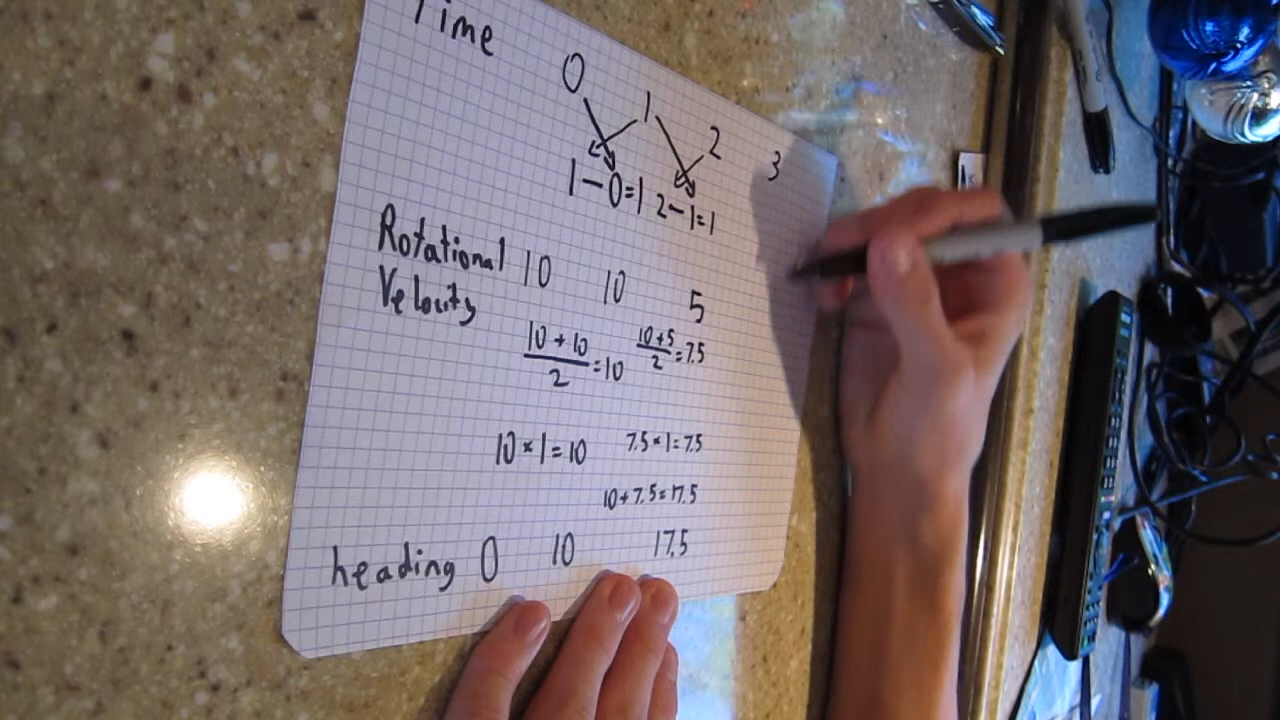 Time 0 1 2 3
1-0=1 2-1=1
Rotational Velocity 10 10 5
10+10/2=10 10+5/2=7.5
10×1=10 7.5×1=7.5
10+7.5=17.5
heading 0 10 17.5